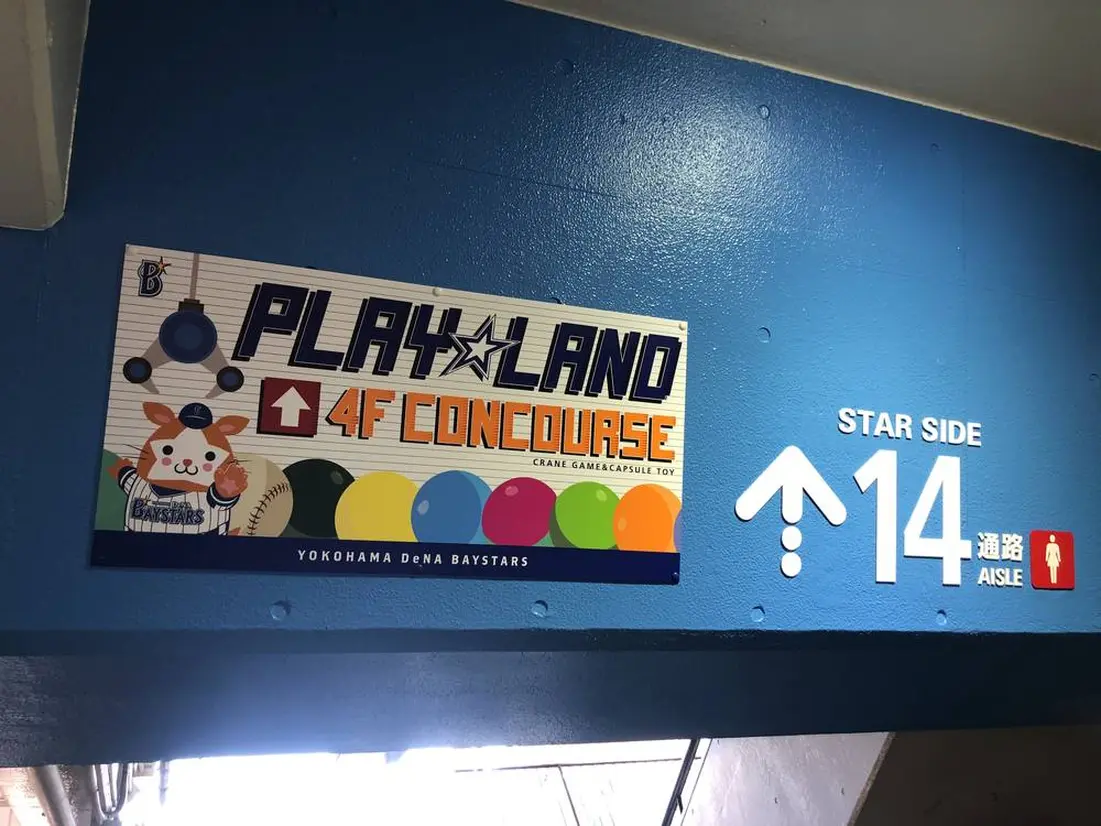 B
PLAY☆LAND
4F CONCOURSE
CRANE GAME&CAPSULE TOY
BAYSTARS
YOKOHAMA DeNA BAYSTARS
STAR SIDE
14
通路
AISLE